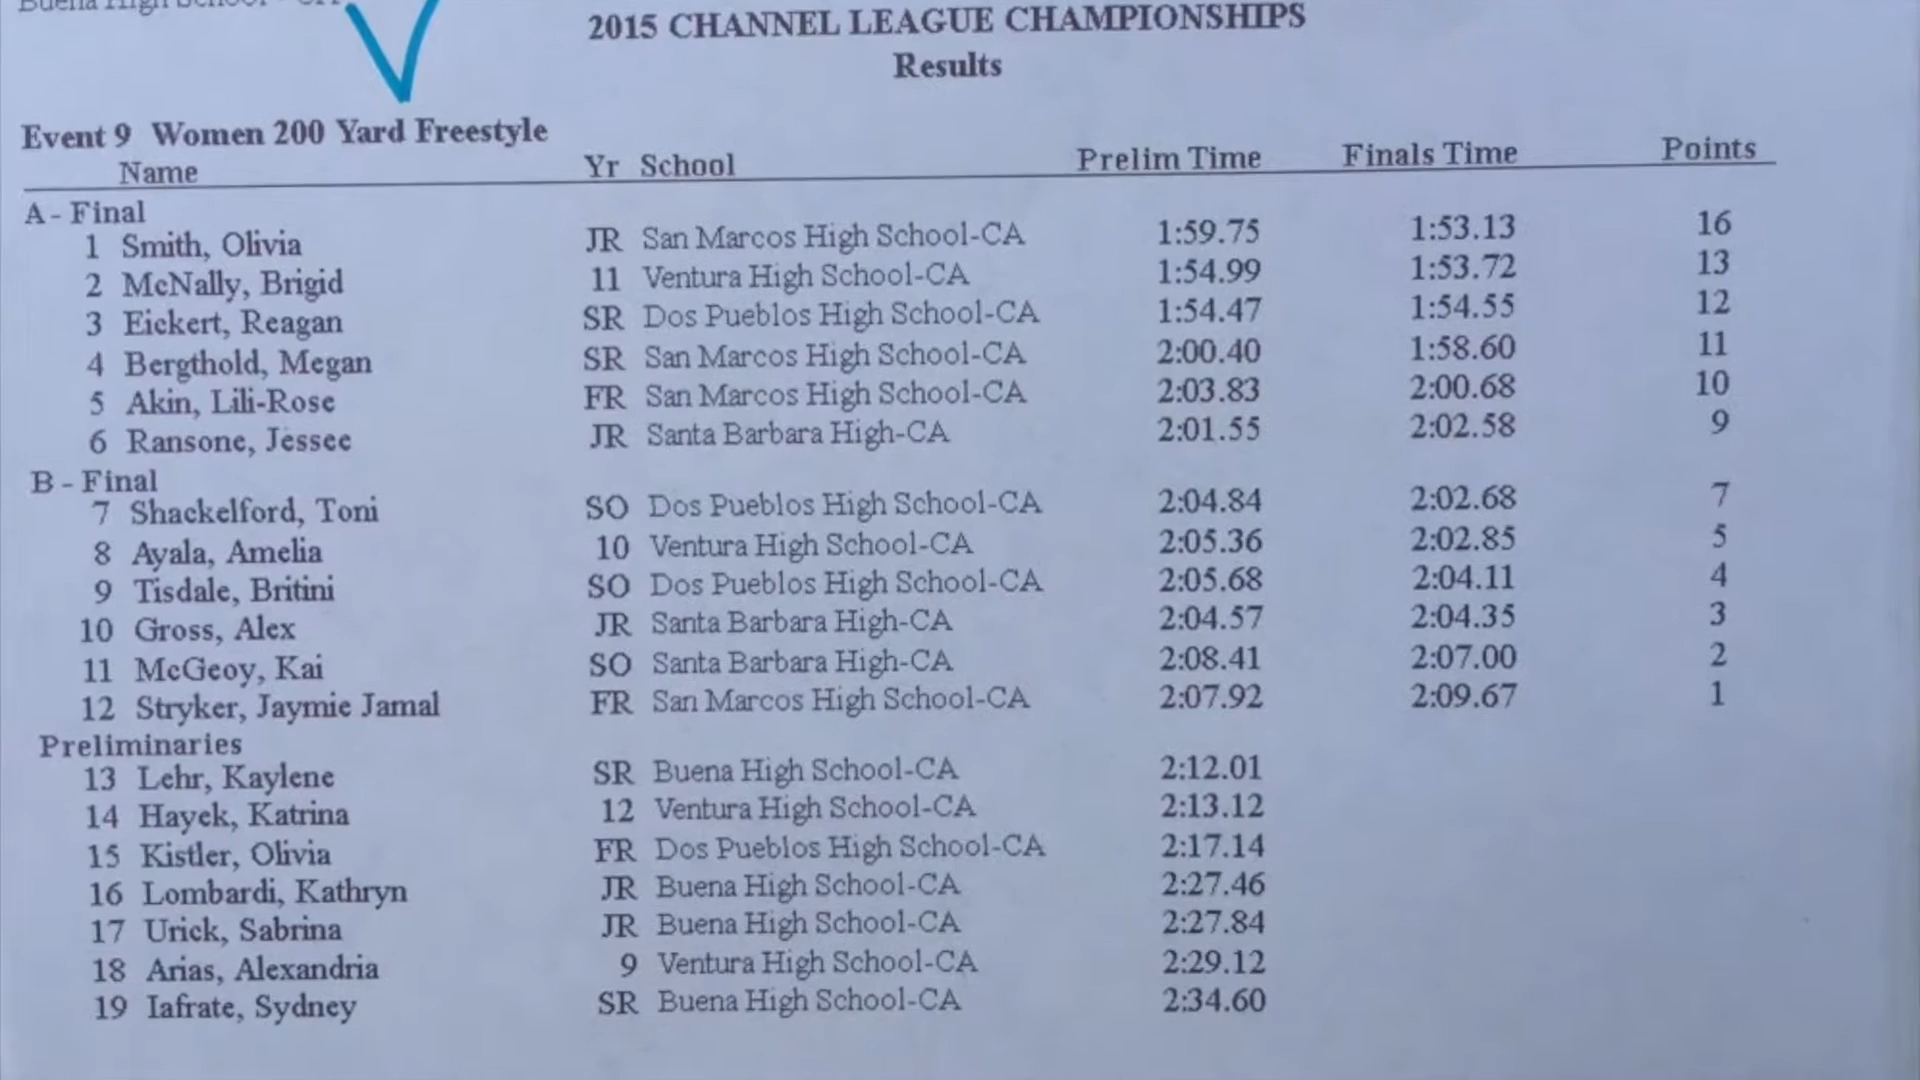 Buena High School
2015 CHANNEL LEAGUE CHAMPIONSHIPS
Results
Event 9 Women 200 Yard Freestyle
Name Yr School Prelim Time Finals Time Points
A - Final
1 Smith, Olivia JR San Marcos High School-CA 1:59.75 1:53.13 16
2 McNally, Brigid 11 Ventura High School-CA 1:54.99 1:53.72 13
3 Eickert, Reagan SR Dos Pueblos High School-CA 1:54.47 1:54.55 12
4 Bergthold, Megan SR San Marcos High School-CA 2:00.40 1:58.60 11
5 Akin, Lili-Rose FR San Marcos High School-CA 2:03.83 2:00.68 10
6 Ransone, Jessee JR Santa Barbara High-CA 2:01.55 2:02.58 9
B - Final
7 Shackelford, Toni SO Dos Pueblos High School-CA 2:04.84 2:02.68 7
8 Ayala, Amelia 10 Ventura High School-CA 2:05.36 2:02.85 5
9 Tisdale, Britini SO Dos Pueblos High School-CA 2:05.68 2:04.11 4
10 Gross, Alex JR Santa Barbara High-CA 2:04.57 2:04.35 3
11 McGeoy, Kai SO Santa Barbara High-CA 2:08.41 2:07.00 2
12 Stryker, Jaymie Jamal FR San Marcos High School-CA 2:07.92 2:09.67 1
Preliminaries
13 Lehr, Kaylene SR Buena High School-CA 2:12.01
14 Hayek, Katrina 12 Ventura High School-CA 2:13.12
15 Kistler, Olivia FR Dos Pueblos High School-CA 2:17.14
16 Lombardi, Kathryn JR Buena High School-CA 2:27.46
17 Urick, Sabrina JR Buena High School-CA 2:27.84
18 Arias, Alexandria 9 Ventura High School-CA 2:29.12
19 Iafrate, Sydney SR Buena High School-CA 2:34.60